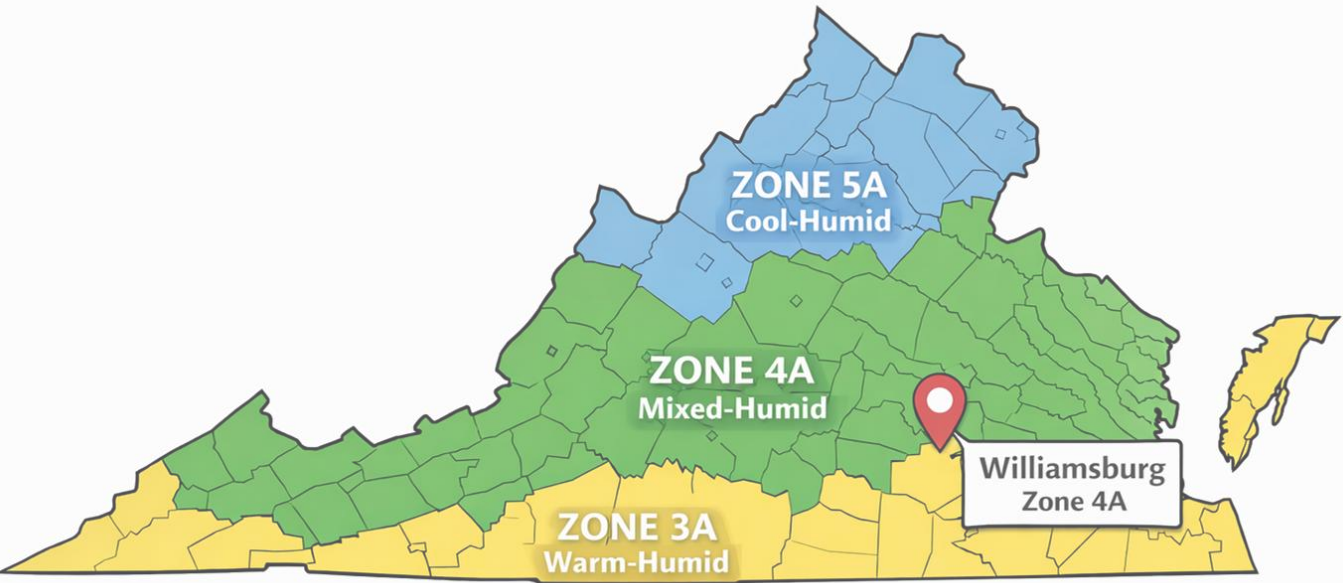 ZONE 5A
Cool-Humid
ZONE 4A
Mixed-Humid
Williamsburg
Zone 4A
ZONE 3A
Warm-Humid